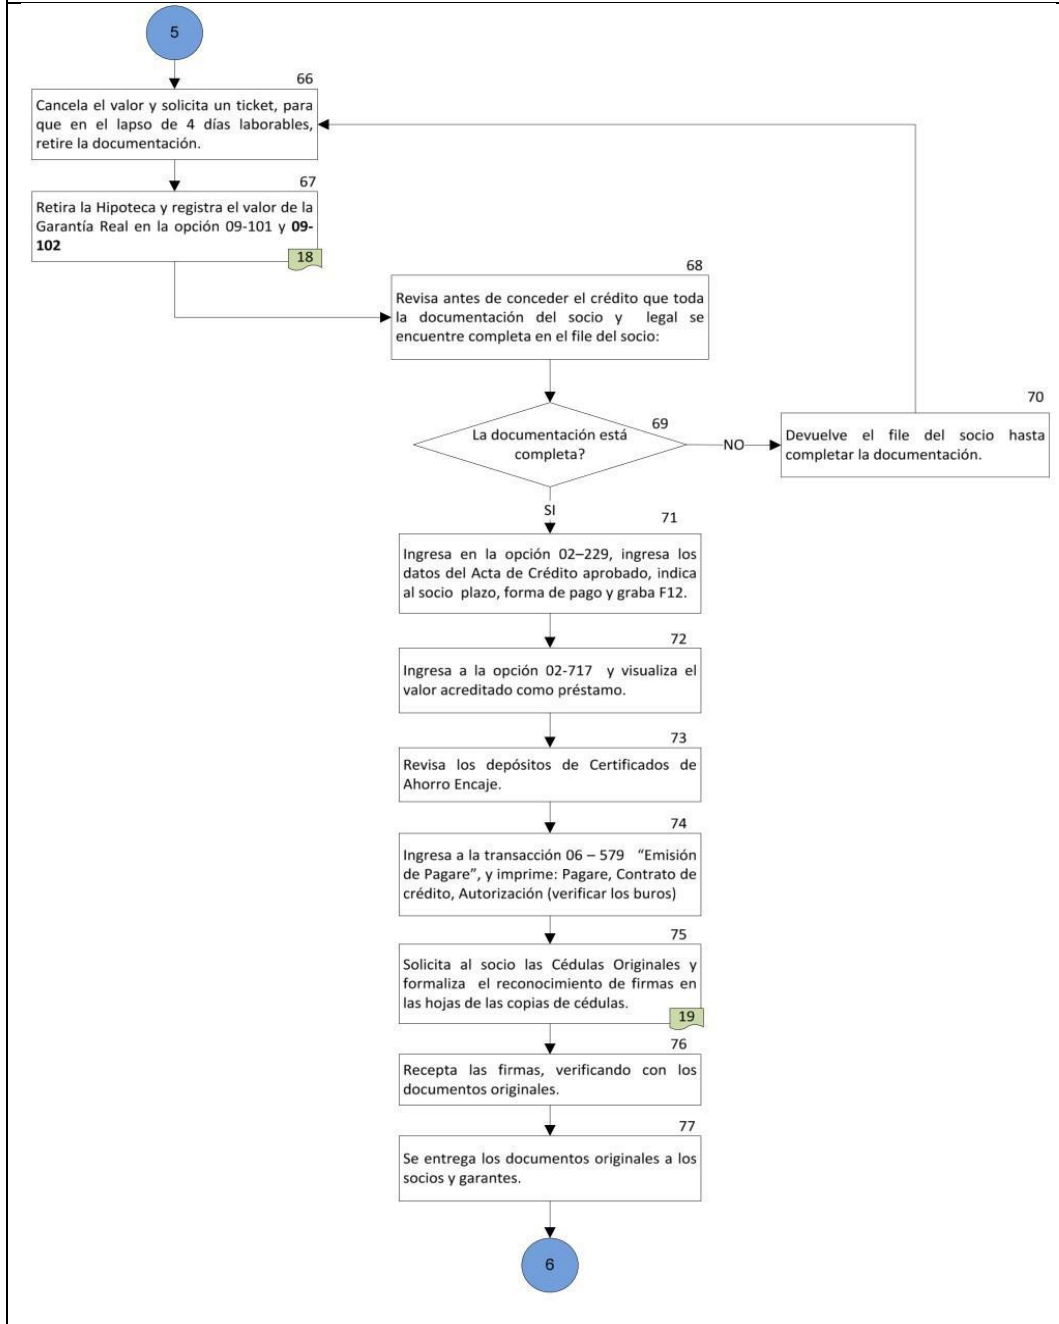 5
66
Cancela el valor y solicita un ticket, para
que en el lapso de 4 días laborables,
retire la documentación.
67
Retira la Hipoteca y registra el valor de la
Garantía Real en la opción 09-101 y 09-
102
18
68
Revisa antes de conceder el crédito que toda
la documentación del socio y legal se
encuentre completa en el file del socio:
69
La documentación está
completa?
NO
70
Devuelve el file del socio hasta
completar la documentación.
SI
71
Ingresa en la opción 02–229, ingresa los
datos del Acta de Crédito aprobado, indica
al socio plazo, forma de pago y graba F12.
72
Ingresa a la opción 02-717 y visualiza el
valor acreditado como préstamo.
73
Revisa los depósitos de Certificados de
Ahorro Encaje.
74
Ingresa a la transacción 06 – 579 “Emisión
de Pagare”, y imprime: Pagare, Contrato de
crédito, Autorización (verificar los buros)
75
Solicita al socio las Cédulas Originales y
formaliza el reconocimiento de firmas en
las hojas de las copias de cédulas.
19
76
Recepta las firmas, verificando con los
documentos originales.
77
Se entrega los documentos originales a los
socios y garantes.
6